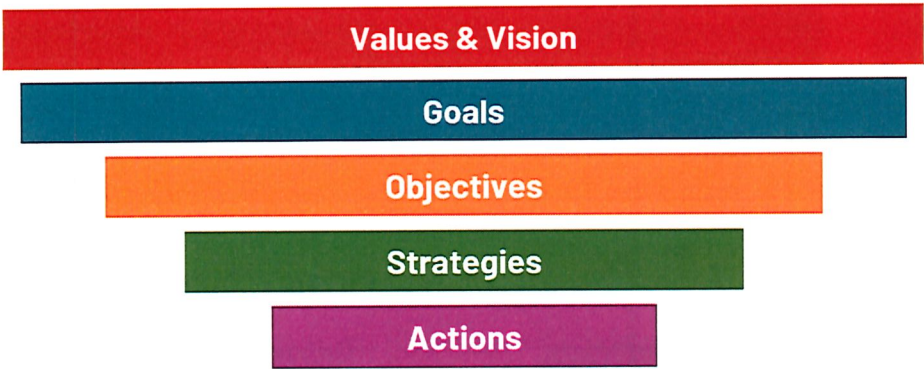 Values & Vision
Goals
Objectives
Strategies
Actions